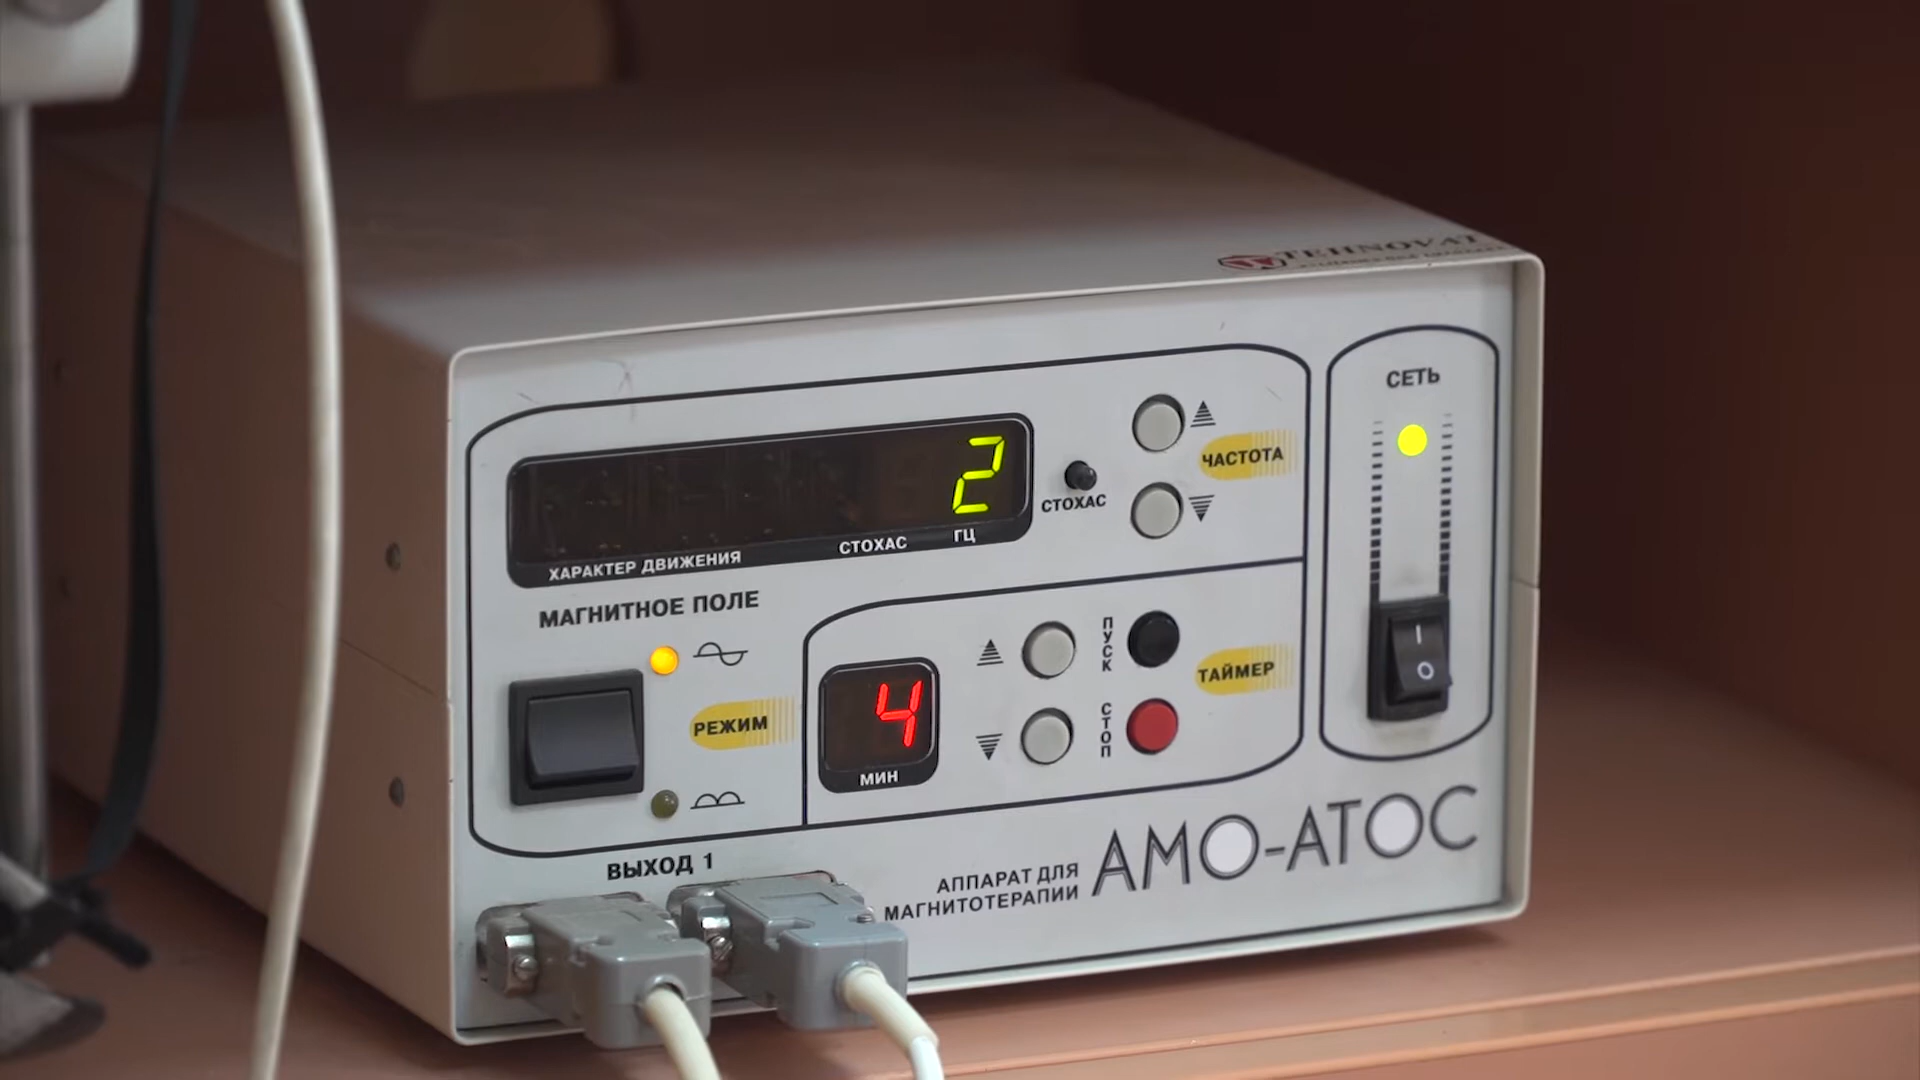 TEHNOVAT
СЕТЬ
2
ЧАСТОТА
СТОХАС
ХАРАКТЕР ДВИЖЕНИЯ СТОХАС ГЦ
МАГНИТНОЕ ПОЛЕ
РЕЖИМ
4
МИН
ПУСК
СТОП
ТАЙМЕР
I
O
ВЫХОД 1
АППАРАТ ДЛЯ
МАГНИТОТЕРАПИИ
АМО-АТОС